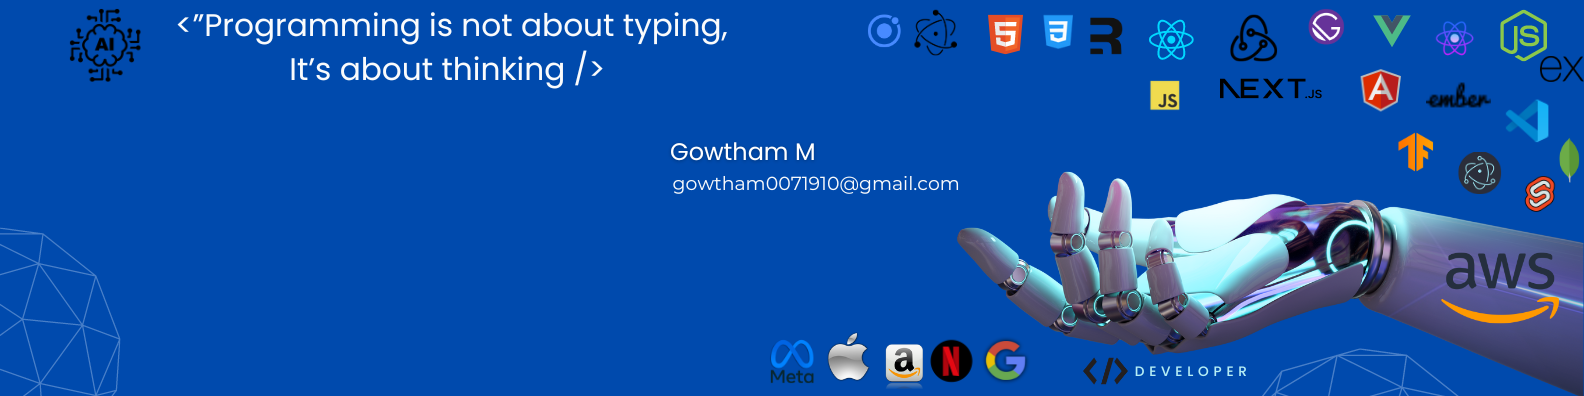 AI
<”Programming is not about typing,
It’s about thinking />
JS
JS
ex
NEXT.JS
ember
Gowtham M
gowtham0071910@gmail.com
aws
Meta
</> DEVELOPER